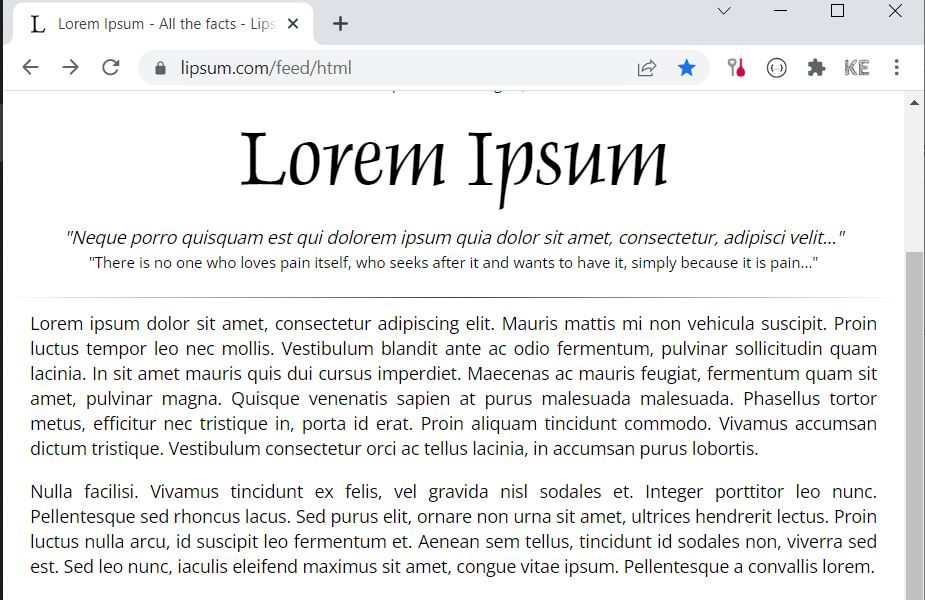 Lorem Ipsum - All the facts - Lips
lipsum.com/feed/html
KE
Lorem Ipsum
"Neque porro quisquam est qui dolorem ipsum quia dolor sit amet, consectetur, adipisci velit..."
"There is no one who loves pain itself, who seeks after it and wants to have it, simply because it is pain..."
Lorem ipsum dolor sit amet, consectetur adipiscing elit. Mauris mattis mi non vehicula suscipit. Proin
luctus tempor leo nec mollis. Vestibulum blandit ante ac odio fermentum, pulvinar sollicitudin quam
lacinia. In sit amet mauris quis dui cursus imperdiet. Maecenas ac mauris feugiat, fermentum quam sit
amet, pulvinar magna. Quisque venenatis sapien at purus malesuada malesuada. Phasellus tortor
metus, efficitur nec tristique in, porta id erat. Proin aliquam tincidunt commodo. Vivamus accumsan
dictum tristique. Vestibulum consectetur orci ac tellus lacinia, in accumsan purus lobortis.
Nulla facilisi. Vivamus tincidunt ex felis, vel gravida nisl sodales et. Integer porttitor leo nunc.
Pellentesque sed rhoncus lacus. Sed purus elit, ornare non urna sit amet, ultrices hendrerit lectus. Proin
luctus nulla arcu, id suscipit leo fermentum et. Aenean sem tellus, tincidunt id sodales non, viverra sed
est. Sed leo nunc, iaculis eleifend maximus sit amet, congue vitae ipsum. Pellentesque a convallis lorem.